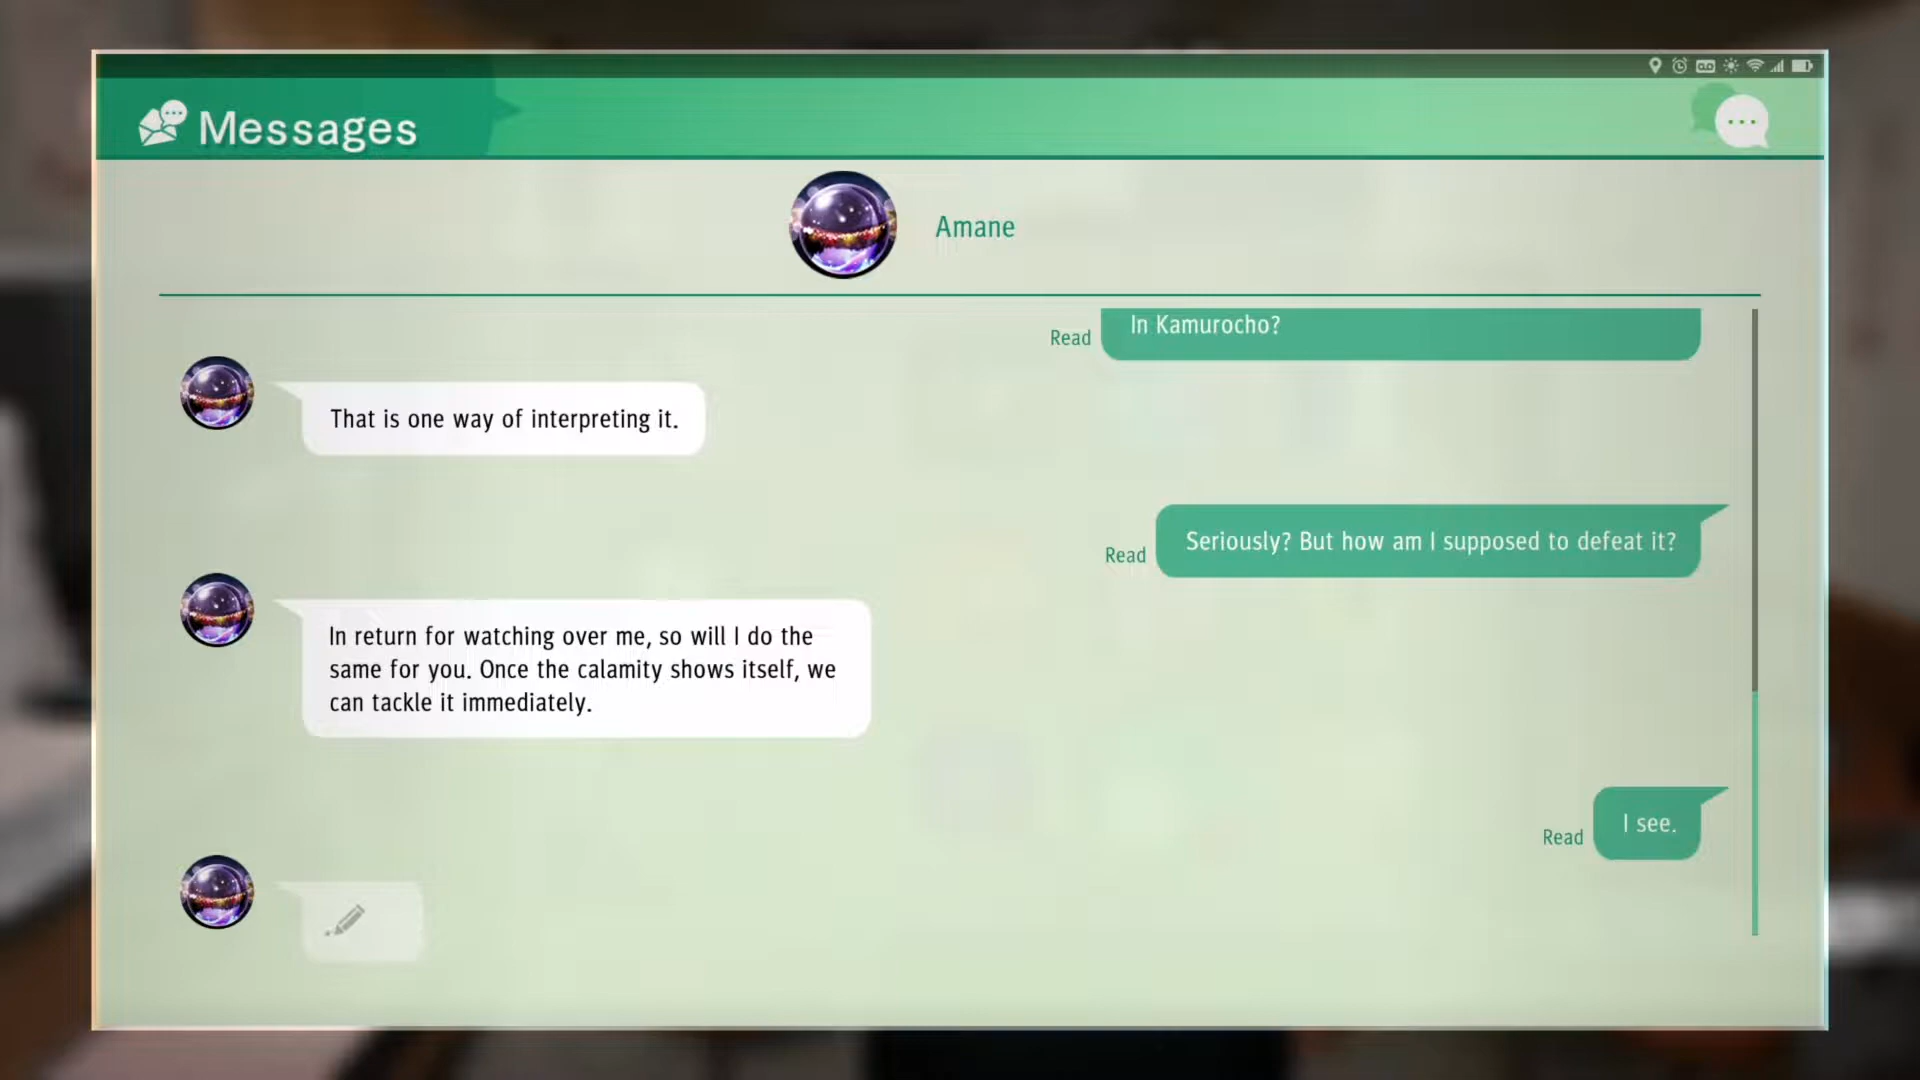 Messages
Amane
In Kamurocho?
Read
That is one way of interpreting it.
Seriously? But how am I supposed to defeat it?
Read
In return for watching over me, so will I do the
same for you. Once the calamity shows itself, we
can tackle it immediately.
I see.
Read